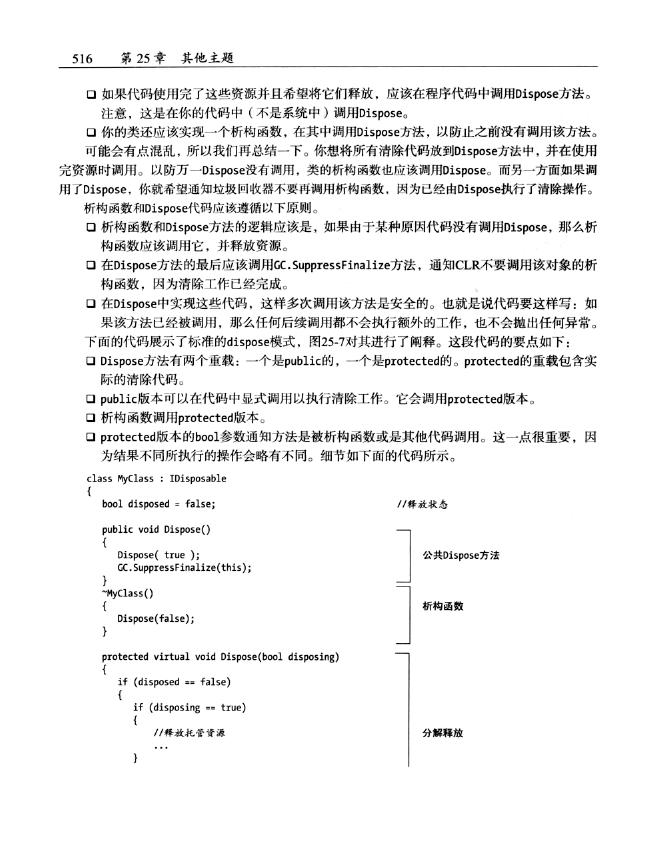 516 第25章 其他主题
口 如果代码使用完了这些资源并且希望将它们释放，应该在程序代码中调用Dispose方法。
注意，这是在你的代码中（不是系统中）调用Dispose。
口 你的类还应该实现一个析构函数，在其中调用Dispose方法，以防止之前没有调用该方法。
可能会有点混乱，所以我们再总结一下。你想将所有清除代码放到Dispose方法中，并在使用
完资源时调用。以防万一Dispose没有调用，类的析构函数也应该调用Dispose。而另一方面如果调
用了Dispose，你就希望通知垃圾回收器不要再调用析构函数，因为已经由Dispose执行了清除操作。
析构函数和Dispose代码应该遵循以下原则。
口 析构函数和Dispose方法的逻辑应该是，如果由于某种原因代码没有调用Dispose，那么析
构函数应该调用它，并释放资源。
口 在Dispose方法的最后应该调用GC.SuppressFinalize方法，通知CLR不要调用该对象的析
构函数，因为清除工作已经完成。
口 在Dispose中实现这些代码，这样多次调用该方法是安全的。也就是说代码要这样写：如
果该方法已经被调用，那么任何后续调用都不会执行额外的工作，也不会抛出任何异常。
下面的代码展示了标准的dispose模式，图25-7对其进行了阐释。这段代码的要点如下：
口 Dispose方法有两个重载：一个是public的，一个是protected的。protected的重载包含实
际的清除代码。
口 public版本可以在代码中显式调用以执行清除工作。它会调用protected版本。
口 析构函数调用protected版本。
口 protected版本的bool参数通知方法是被析构函数或是其他代码调用。这一点很重要，因
为结果不同所执行的操作会略有不同。细节如下面的代码所示。
class MyClass : IDisposable
{
bool disposed = false; //释放状态
public void Dispose()
{
Dispose( true ); 公共Dispose方法
GC.SuppressFinalize(this);
}
~MyClass()
{ 析构函数
Dispose(false);
}
protected virtual void Dispose(bool disposing)
{
if (disposed == false)
{
if (disposing == true)
{
//释放托管资源 分解释放
...
}